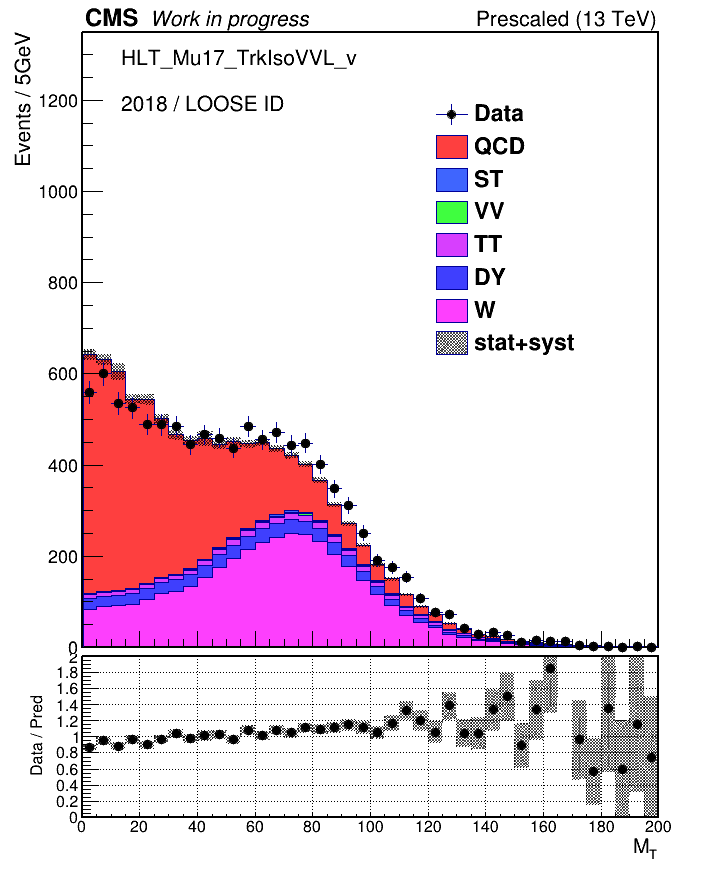 CMS Work in progress Prescaled (13 TeV)
Events / 5GeV
HLT_Mu17_TrkIsoVVL_v
2018 / LOOSE ID
1200
1000
800
600
400
200
0
Data
QCD
ST
VV
TT
DY
W
stat+syst
Data / Pred
2
1.8
1.6
1.4
1.2
1
0.8
0.6
0.4
0.2
0
0 20 40 60 80 100 120 140 160 180 200
M_T